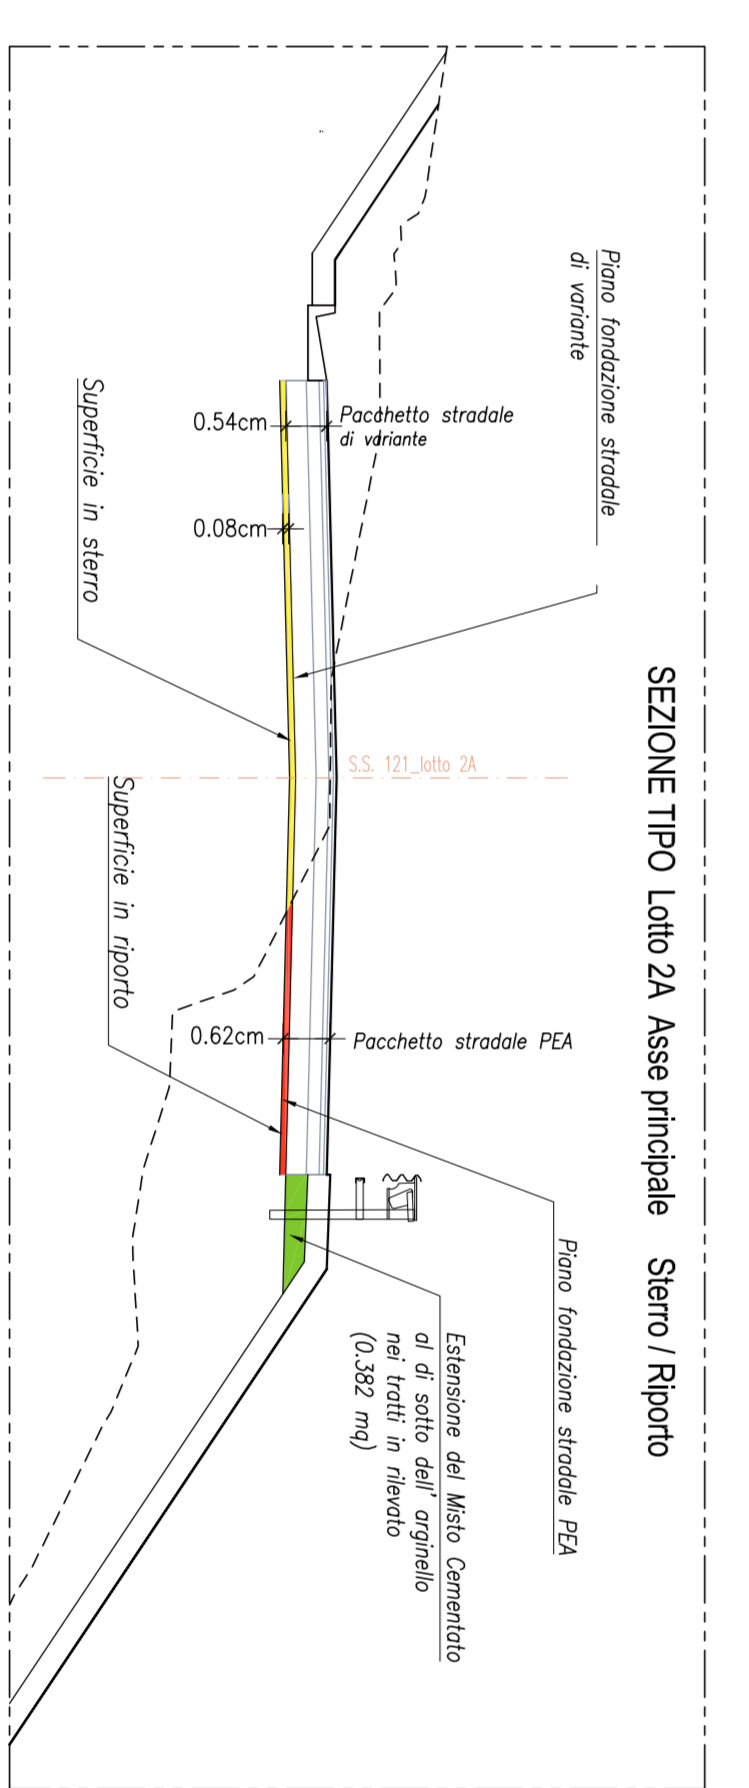 SEZIONE TIPO Lotto 2A Asse principale Sterro / Riporto
Piano fondazione stradale
di variante
Pacchetto stradale
di variante
0.54cm
0.08cm
Superficie in sterro
S.S. 121_lotto 2A
Superficie in riporto
0.62cm
Pacchetto stradale PEA
Piano fondazione stradale PEA
Estensione del Misto Cementato
al di sotto dell' arginello
nei tratti in rilevato
(0.382 mq)